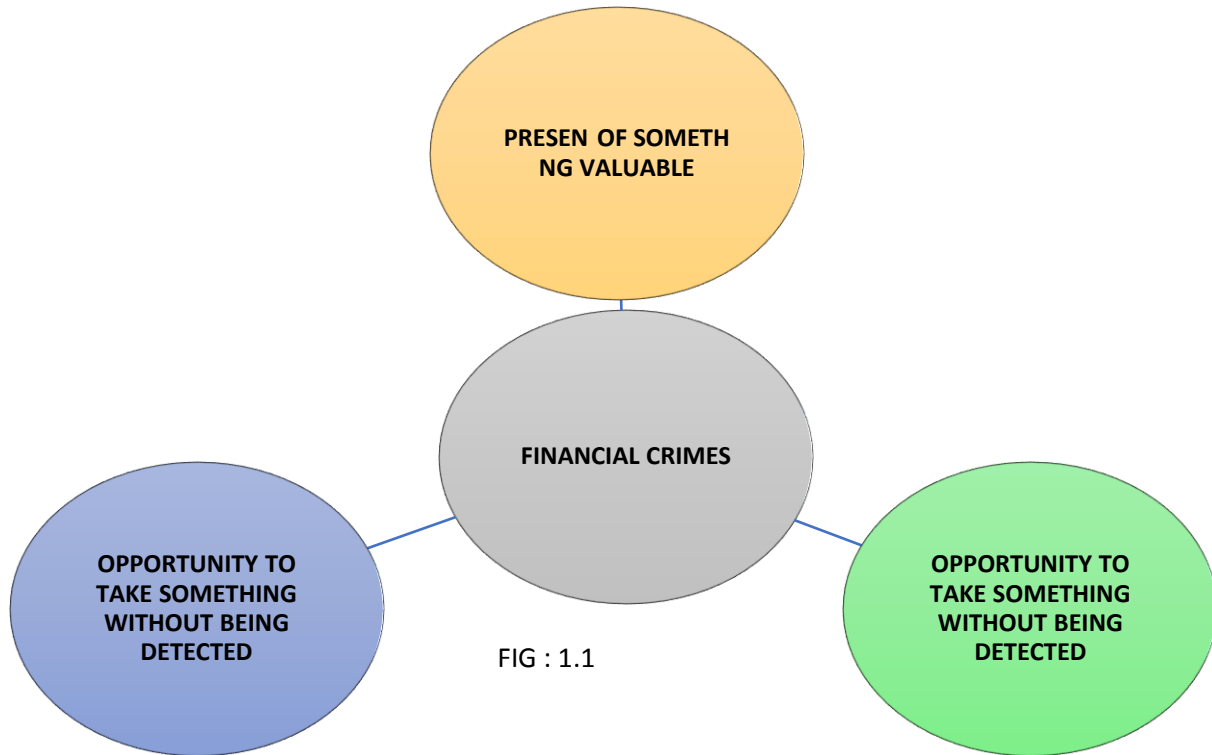 PRESEN OF SOMETH
NG VALUABLE
FINANCIAL CRIMES
OPPORTUNITY TO
TAKE SOMETHING
WITHOUT BEING
DETECTED
OPPORTUNITY TO
TAKE SOMETHING
WITHOUT BEING
DETECTED
FIG : 1.1